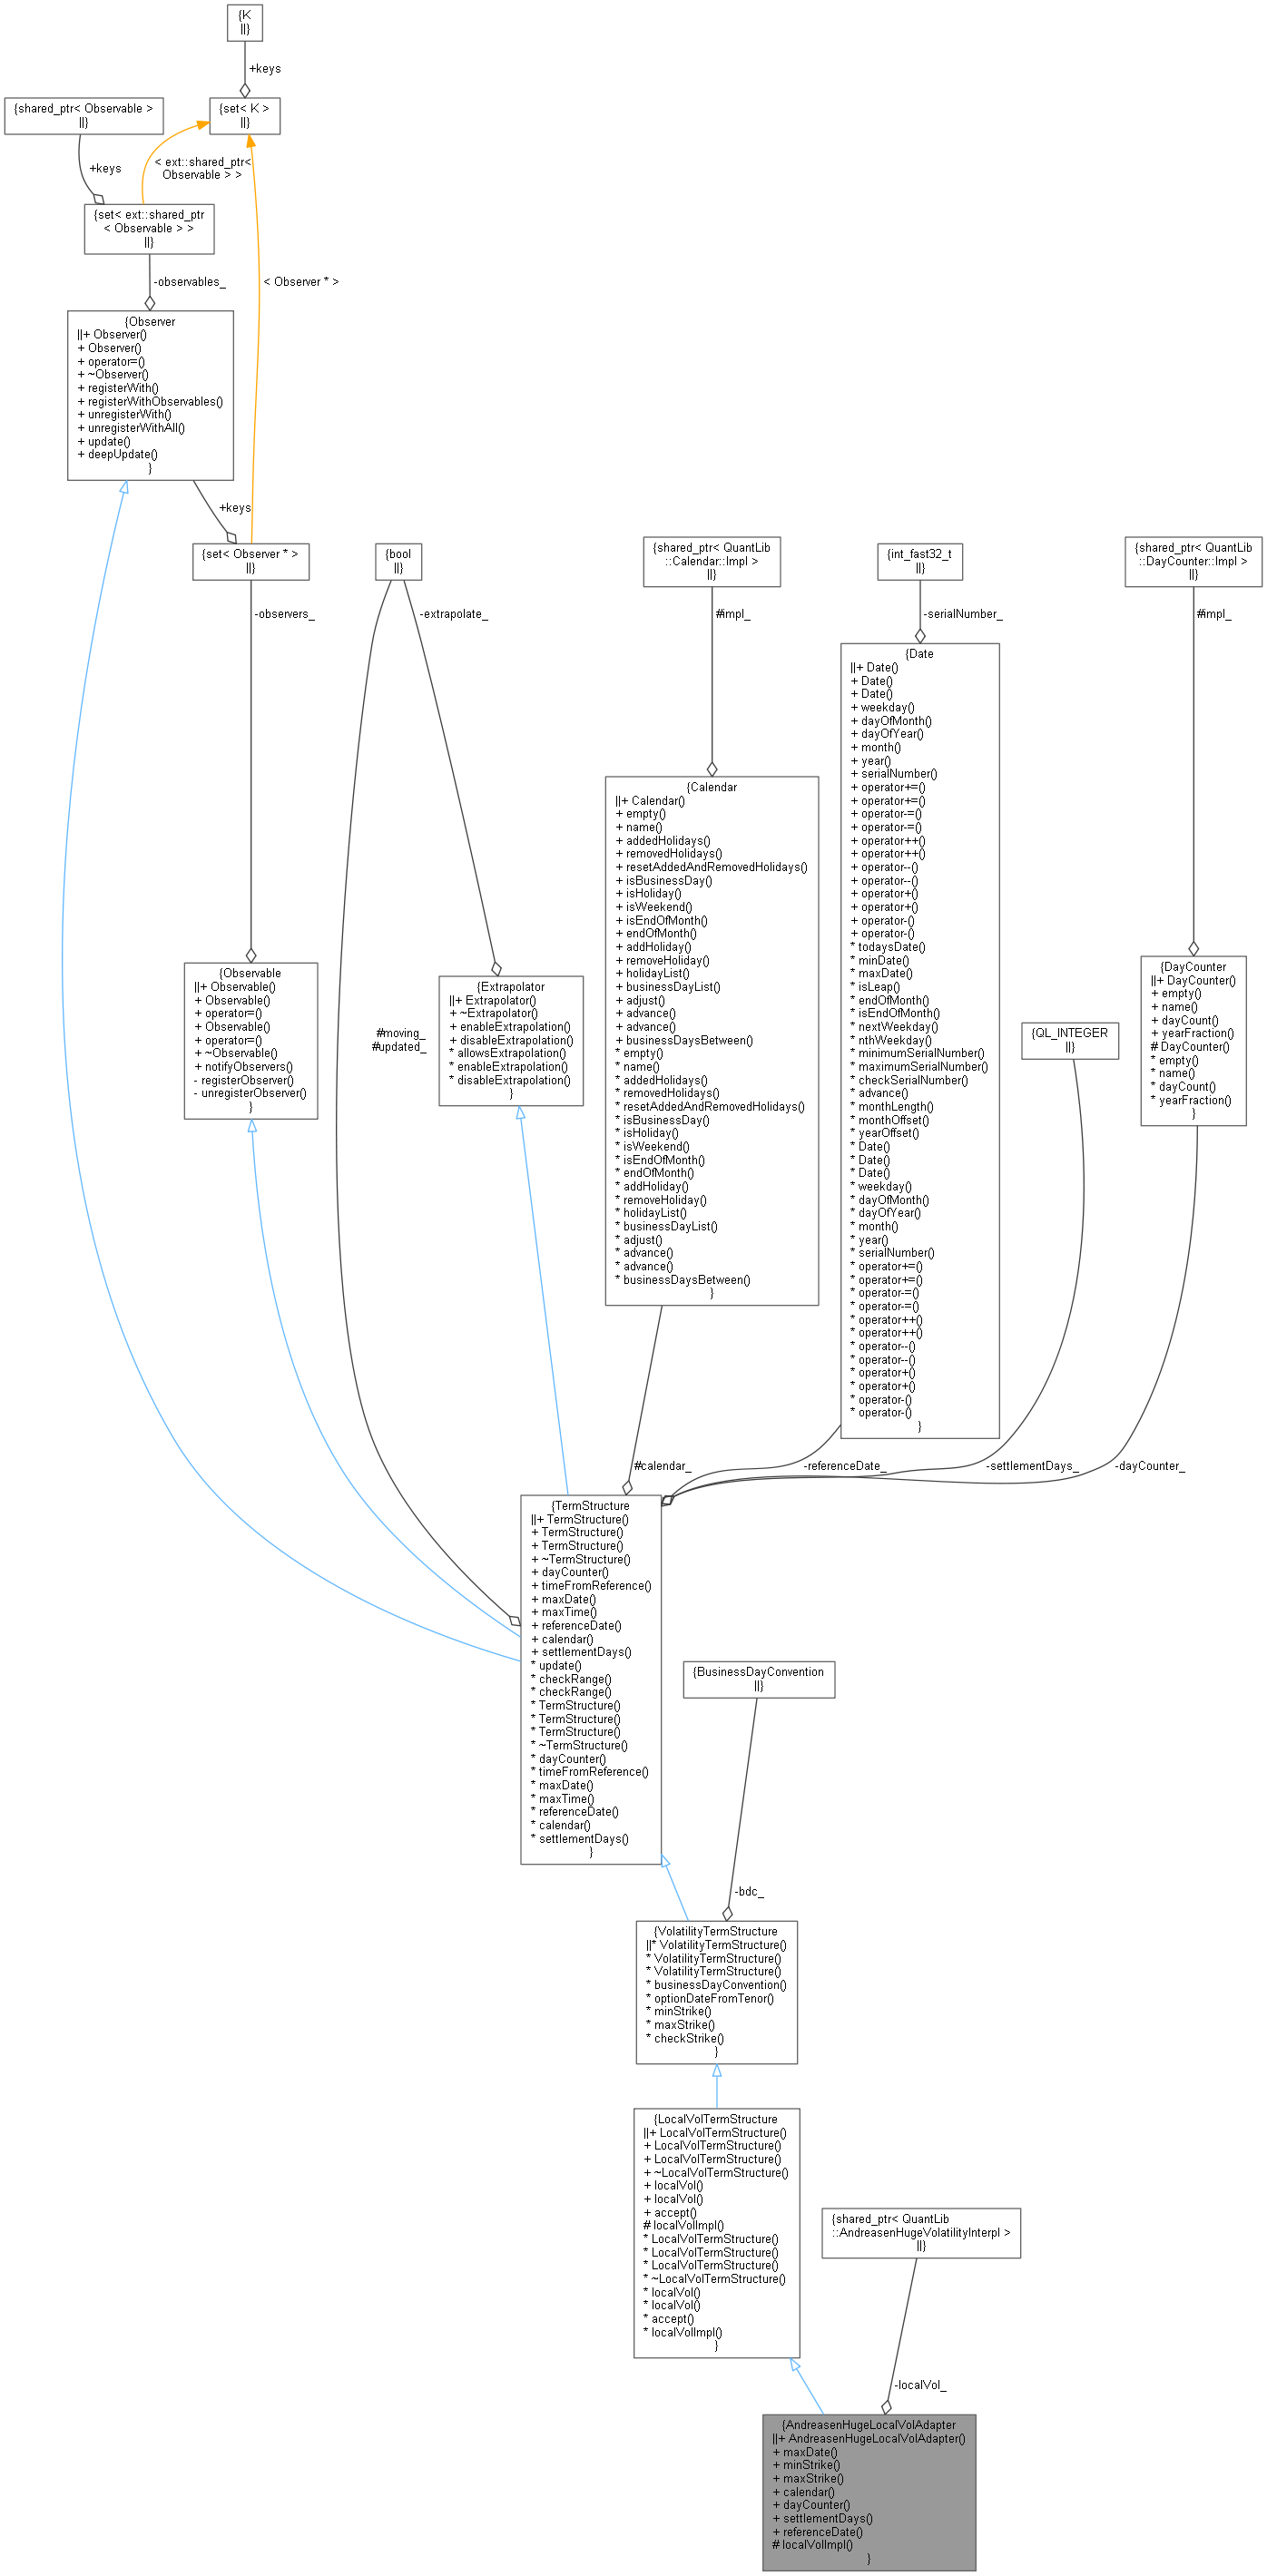 {K
||}
+keys
{shared_ptr< Observable >
||}
{set< K >
||}
+keys
< ext::shared_ptr<
Observable > >
{set< ext::shared_ptr
< Observable > >
||}
-observables_
< Observer * >
{Observer
||+ Observer()
+ Observer()
+ operator=()
+ ~Observer()
+ registerWith()
+ registerWithObservables()
+ unregisterWith()
+ unregisterWithAll()
+ update()
+ deepUpdate()
}
+keys
{set< Observer * >
||}
{bool
||}
{shared_ptr< QuantLib
::Calendar::Impl >
||}
{int_fast32_t
||}
{shared_ptr< QuantLib
::DayCounter::Impl >
||}
-observers_
-extrapolate_
#impl_
-serialNumber_
#impl_
{Date
||+ Date()
+ Date()
+ Date()
+ weekday()
+ dayOfMonth()
+ dayOfYear()
+ month()
+ year()
+ serialNumber()
+ operator+=()
+ operator+=()
+ operator-=()
+ operator-=()
+ operator++()
+ operator++()
+ operator--()
+ operator--()
+ operator+()
+ operator+()
+ operator-()
+ operator-()
* todaysDate()
* minDate()
* maxDate()
* isLeap()
* endOfMonth()
* isEndOfMonth()
* nextWeekday()
* nthWeekday()
* minimumSerialNumber()
* maximumSerialNumber()
* checkSerialNumber()
* advance()
* monthLength()
* monthOffset()
* yearOffset()
* Date()
* Date()
* Date()
* weekday()
* dayOfMonth()
* dayOfYear()
* month()
* year()
* serialNumber()
* operator+=()
* operator+=()
* operator-=()
* operator-=()
* operator++()
* operator++()
* operator--()
* operator--()
* operator+()
* operator+()
* operator-()
* operator-()
}
{Calendar
||+ Calendar()
+ empty()
+ name()
+ addedHolidays()
+ removedHolidays()
+ resetAddedAndRemovedHolidays()
+ isBusinessDay()
+ isHoliday()
+ isWeekend()
+ isEndOfMonth()
+ endOfMonth()
+ addHoliday()
+ removeHoliday()
+ holidayList()
+ businessDayList()
+ adjust()
+ advance()
+ advance()
+ businessDaysBetween()
* empty()
* name()
* addedHolidays()
* removedHolidays()
* resetAddedAndRemovedHolidays()
* isBusinessDay()
* isHoliday()
* isWeekend()
* isEndOfMonth()
* endOfMonth()
* addHoliday()
* removeHoliday()
* holidayList()
* businessDayList()
* adjust()
* advance()
* advance()
* businessDaysBetween()
}
{DayCounter
||+ DayCounter()
+ empty()
+ name()
+ dayCount()
+ yearFraction()
# DayCounter()
* empty()
* name()
* dayCount()
* yearFraction()
}
{Observable
||+ Observable()
+ Observable()
+ operator=()
+ Observable()
+ operator=()
+ ~Observable()
+ notifyObservers()
- registerObserver()
- unregisterObserver()
}
{Extrapolator
||+ Extrapolator()
+ ~Extrapolator()
+ enableExtrapolation()
+ disableExtrapolation()
* allowsExtrapolation()
* enableExtrapolation()
* disableExtrapolation()
}
#moving_
#updated_
{QL_INTEGER
||}
#calendar_
-referenceDate_
-settlementDays_
-dayCounter_
{TermStructure
||+ TermStructure()
+ TermStructure()
+ TermStructure()
+ ~TermStructure()
+ dayCounter()
+ timeFromReference()
+ maxDate()
+ maxTime()
+ referenceDate()
+ calendar()
+ settlementDays()
* update()
* checkRange()
* checkRange()
* TermStructure()
* TermStructure()
* TermStructure()
* ~TermStructure()
* dayCounter()
* timeFromReference()
* maxDate()
* maxTime()
* referenceDate()
* calendar()
* settlementDays()
}
{BusinessDayConvention
||}
-bdc_
{VolatilityTermStructure
||* VolatilityTermStructure()
* VolatilityTermStructure()
* VolatilityTermStructure()
* businessDayConvention()
* optionDateFromTenor()
* minStrike()
* maxStrike()
* checkStrike()
}
{LocalVolTermStructure
||+ LocalVolTermStructure()
+ LocalVolTermStructure()
+ LocalVolTermStructure()
+ ~LocalVolTermStructure()
+ localVol()
+ localVol()
+ accept()
# localVolImpl()
* LocalVolTermStructure()
* LocalVolTermStructure()
* LocalVolTermStructure()
* ~LocalVolTermStructure()
* localVol()
* localVol()
* accept()
* localVolImpl()
}
{shared_ptr< QuantLib
::AndreasenHugeVolatilityInterpl >
||}
-localVol_
{AndreasenHugeLocalVolAdapter
||+ AndreasenHugeLocalVolAdapter()
+ maxDate()
+ minStrike()
+ maxStrike()
+ calendar()
+ dayCounter()
+ settlementDays()
+ referenceDate()
# localVolImpl()
}